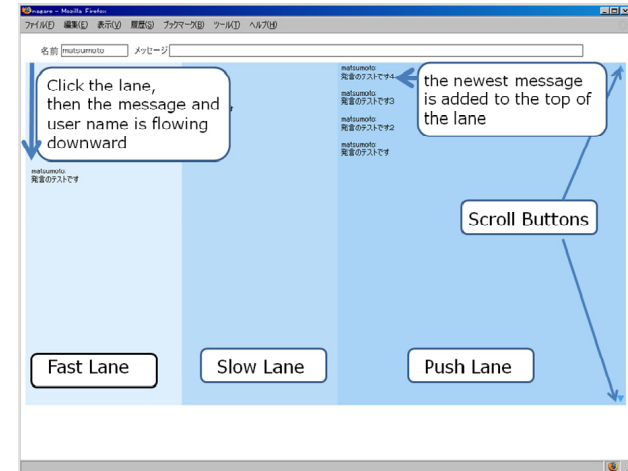 nagare - Mozilla Firefox
ファイル(F) 編集(E) 表示(V) 履歴(S) ブックマーク(B) ツール(T) ヘルプ(H)
名前 matsumoto メッセージ
Click the lane,
then the message and
user name is flowing
downward
matsumoto:
発言のテストです
matsumoto:
発言のテストです4
matsumoto:
発言のテストです3
matsumoto:
発言のテストです2
matsumoto:
発言のテストです
the newest message
is added to the top of
the lane
Scroll Buttons
Fast Lane
Slow Lane
Push Lane